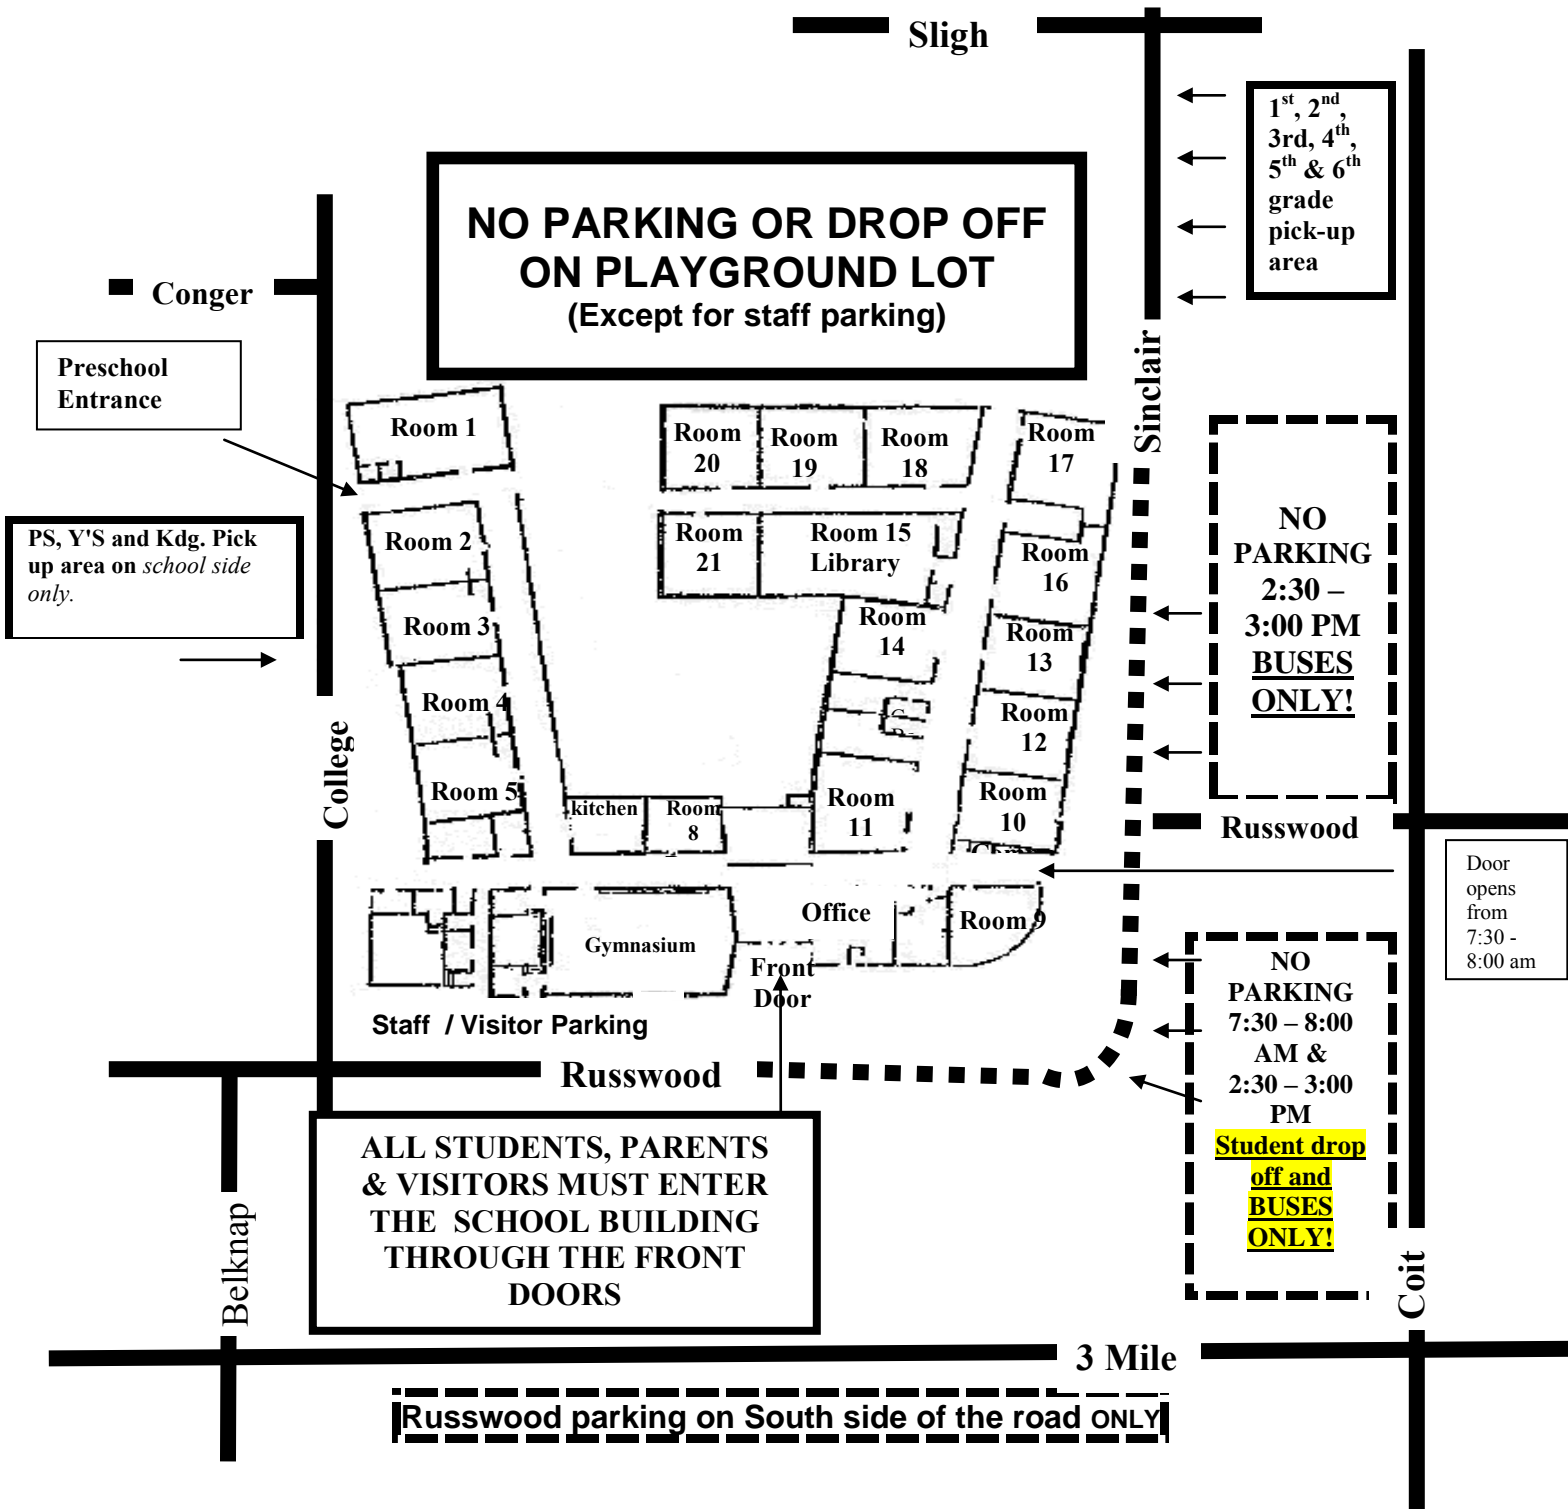 Sligh
1st, 2nd,
3rd, 4th,
5th & 6th
grade
pick-up
area
NO PARKING OR DROP OFF
ON PLAYGROUND LOT
(Except for staff parking)
Conger
Preschool
Entrance
Sinclair
Room 1
Room
20
Room
19
Room
18
Room
17
PS, Y'S and Kdg. Pick
up area on school side
only.
Room 2
Room
21
Room 15
Library
Room
16
NO
PARKING
2:30 –
3:00 PM
BUSES
ONLY!
Room 3
Room
14
Room
13
Room 4
Room
12
College
Room 5
kitchen
Room
8
Room
11
Room
10
Russwood
Door
opens
from
7:30 -
8:00 am
Office
Room 9
Gymnasium
Front
Door
NO
PARKING
7:30 – 8:00
AM &
2:30 – 3:00
PM
Student drop
off and
BUSES
ONLY!
Staff / Visitor Parking
Russwood
ALL STUDENTS, PARENTS
& VISITORS MUST ENTER
THE SCHOOL BUILDING
THROUGH THE FRONT
DOORS
Belknap
Coit
3 Mile
Russwood parking on South side of the road ONLY